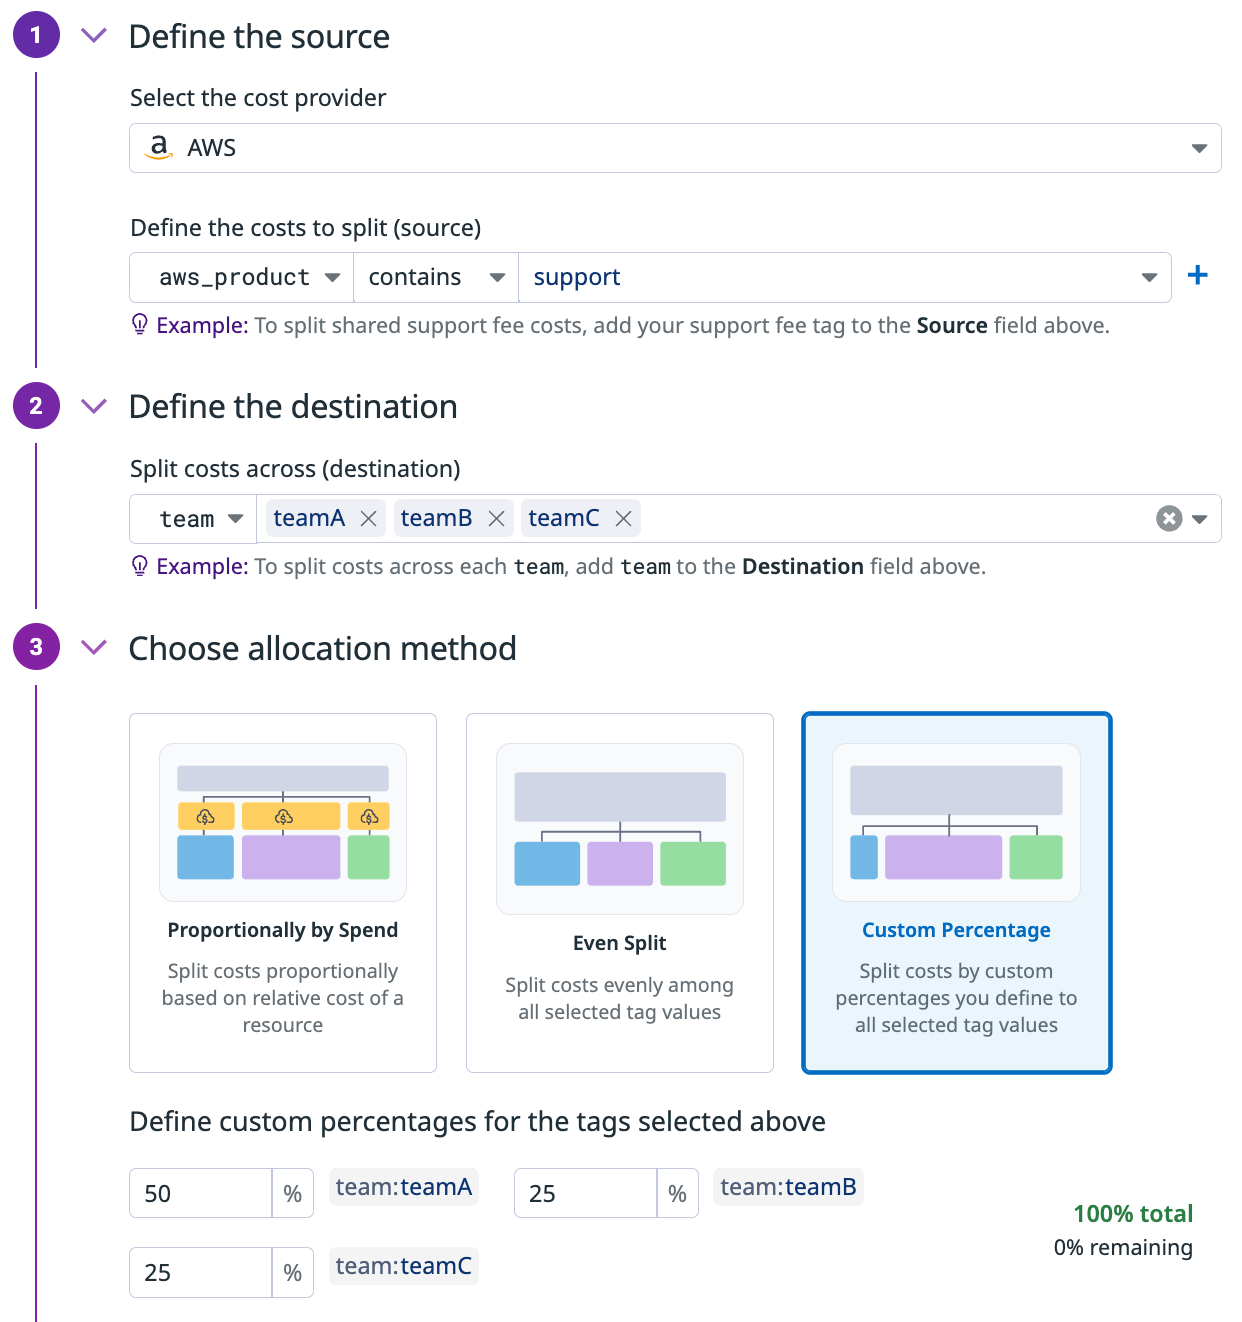 1 Define the source
Select the cost provider
AWS
Define the costs to split (source)
aws_product contains support
Example: To split shared support fee costs, add your support fee tag to the Source field above.
2 Define the destination
Split costs across (destination)
team teamA teamB teamC
Example: To split costs across each team, add team to the Destination field above.
3 Choose allocation method
Proportionally by Spend
Split costs proportionally
based on relative cost of a
resource
Even Split
Split costs evenly among
all selected tag values
Custom Percentage
Split costs by custom
percentages you define to
all selected tag values
Define custom percentages for the tags selected above
50 % team:teamA 25 % team:teamB
100% total
0% remaining
25 % team:teamC